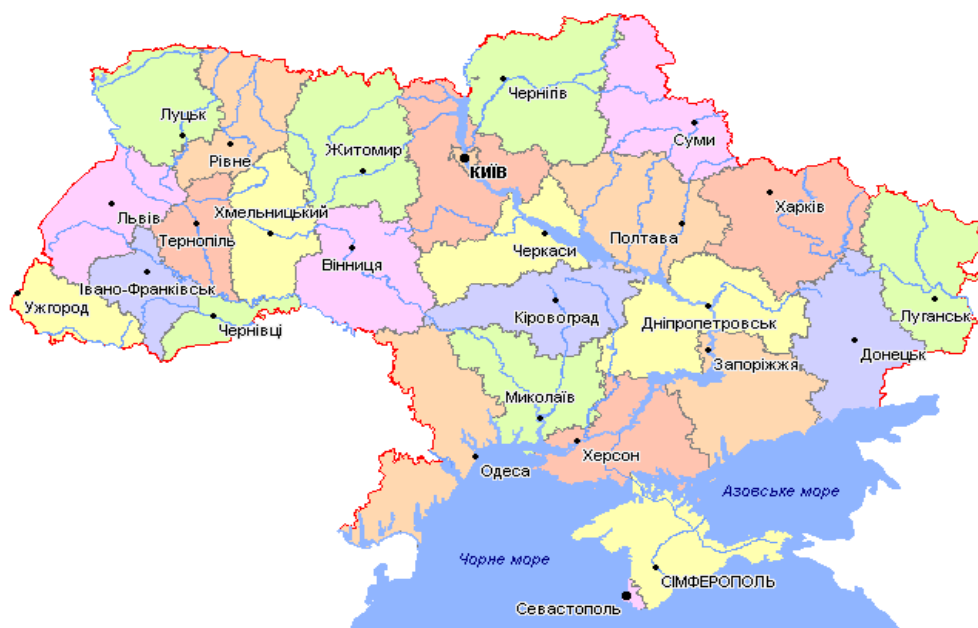 Чернігів
Луцьк
Суми
Рівне
Житомир
КИЇВ
Львів
Хмельницький
Харків
Тернопіль
Черкаси
Полтава
Вінниця
Івано-Франківськ
Ужгород
Чернівці
Кіровоград
Дніпропетровськ
Луганськ
Донецьк
Запоріжжя
Миколаїв
Херсон
Одеса
Азовське море
Чорне море
СІМФЕРОПОЛЬ
Севастополь